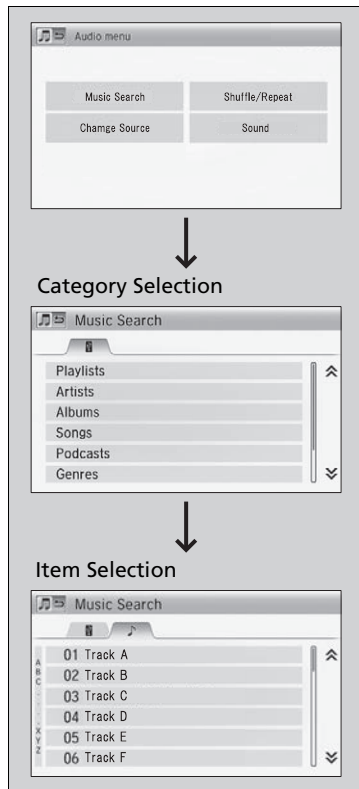 Audio menu
Music Search Shuffle/Repeat
Chamge Source Sound
Category Selection
Music Search
Playlists
Artists
Albums
Songs
Podcasts
Genres
Item Selection
Music Search
A
B
C
X
Y
Z
01 Track A
02 Track B
03 Track C
04 Track D
05 Track E
06 Track F